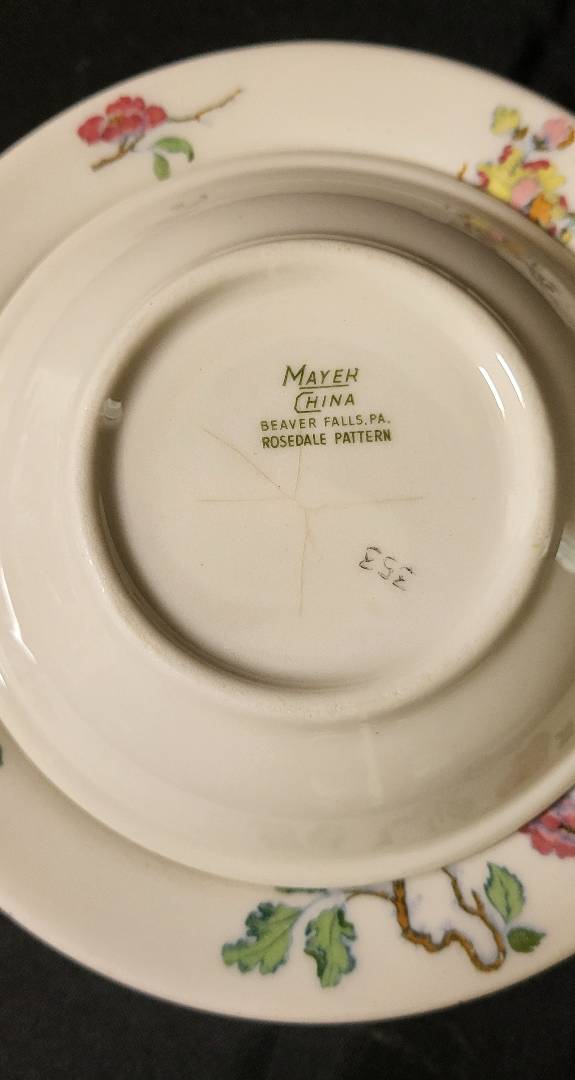 MAYER
CHINA
BEAVER FALLS, PA.
ROSEDALE PATTERN
353